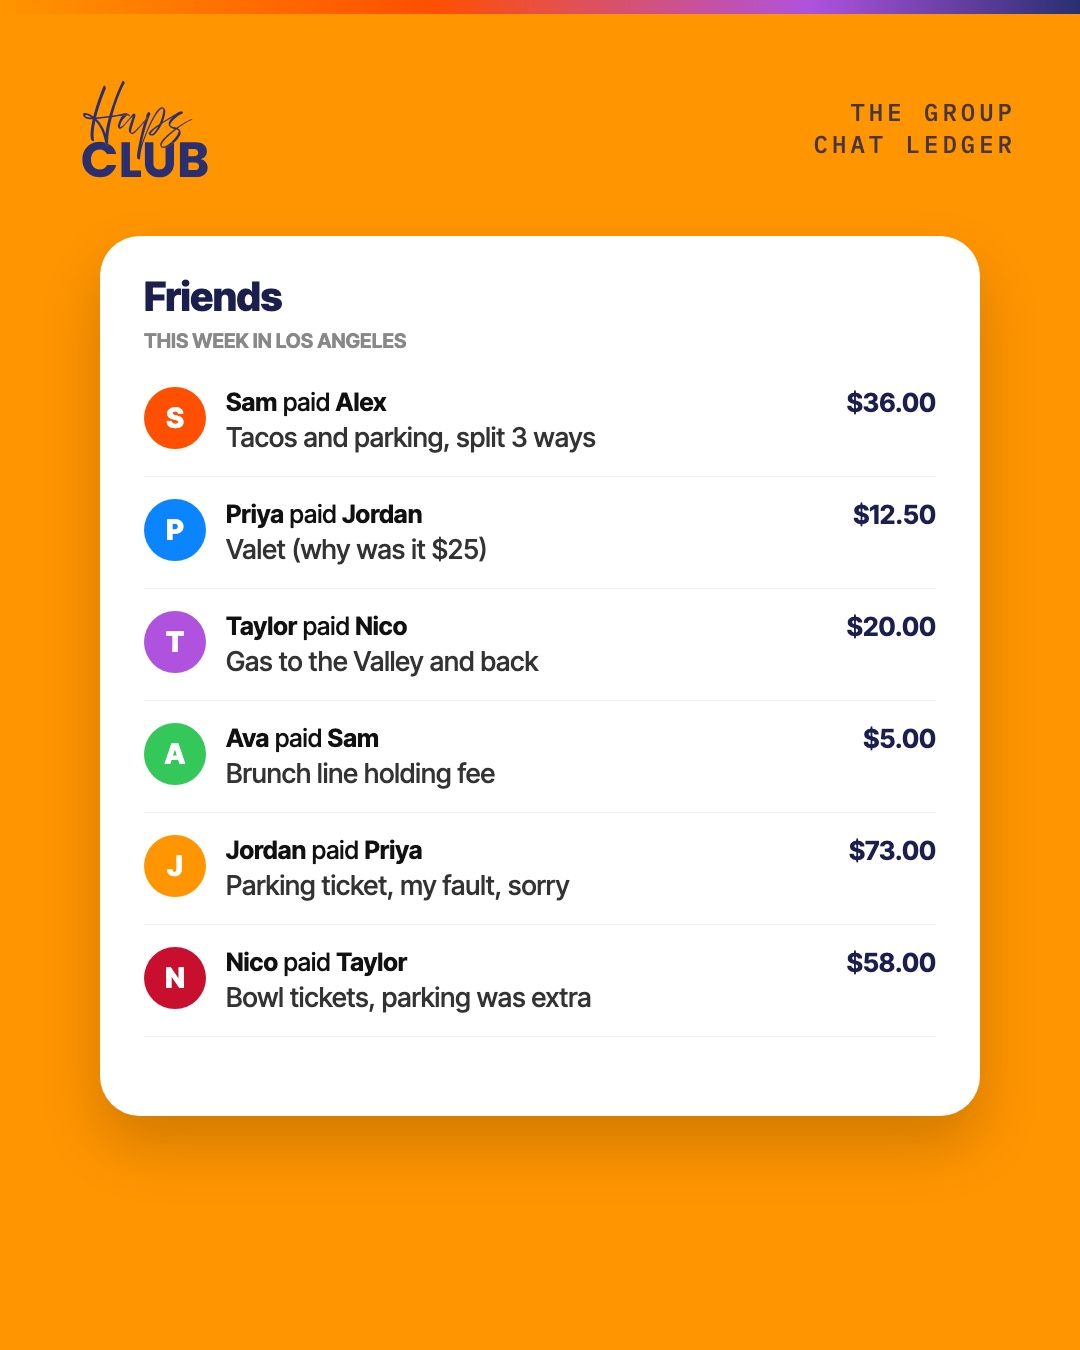 Haps
CLUB
THE GROUP
CHAT LEDGER
Friends
THIS WEEK IN LOS ANGELES
S
Sam paid Alex
$36.00
Tacos and parking, split 3 ways
P
Priya paid Jordan
$12.50
Valet (why was it $25)
T
Taylor paid Nico
$20.00
Gas to the Valley and back
A
Ava paid Sam
$5.00
Brunch line holding fee
J
Jordan paid Priya
$73.00
Parking ticket, my fault, sorry
N
Nico paid Taylor
$58.00
Bowl tickets, parking was extra